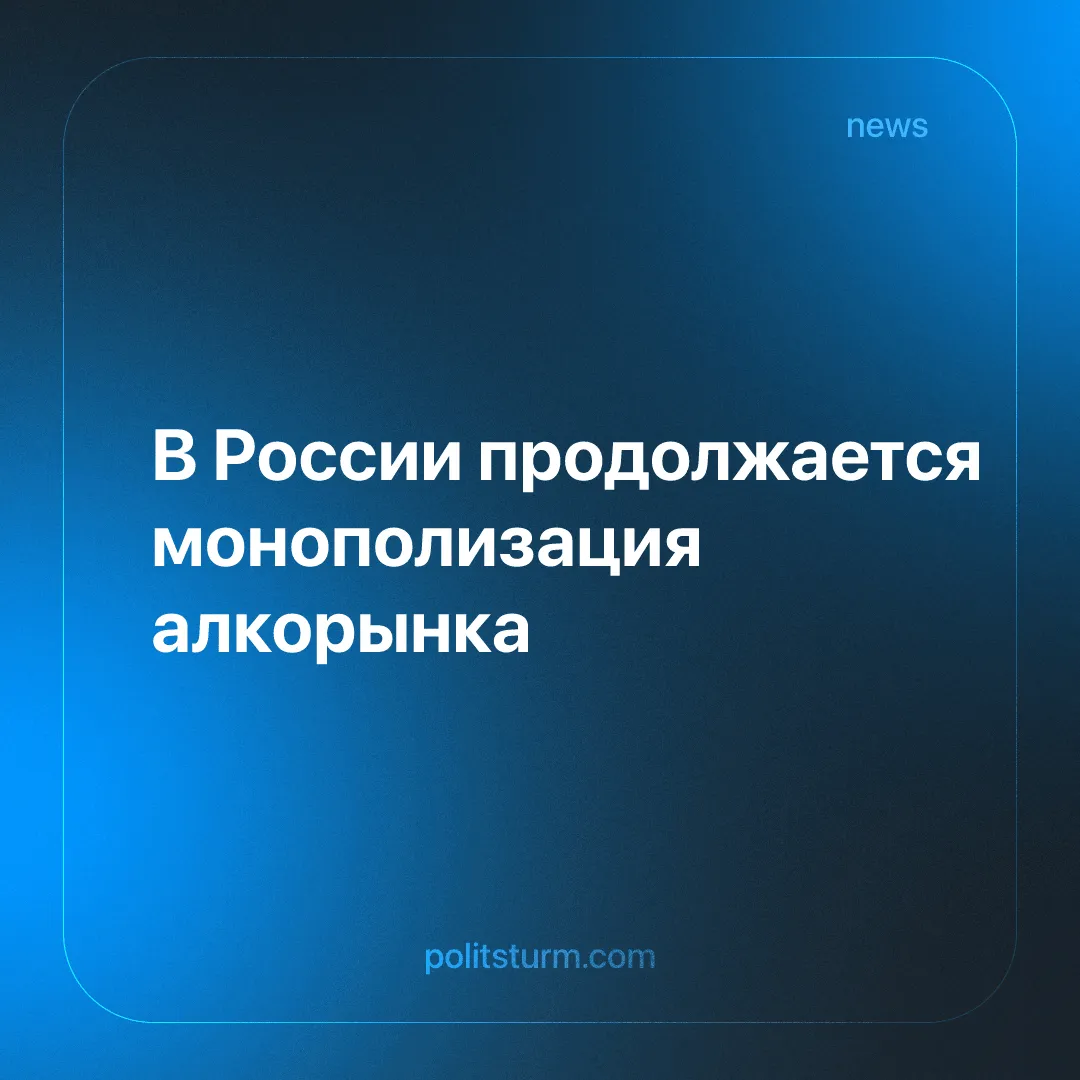 news
В России продолжается
монополизация
алкорынка
politsturm.com